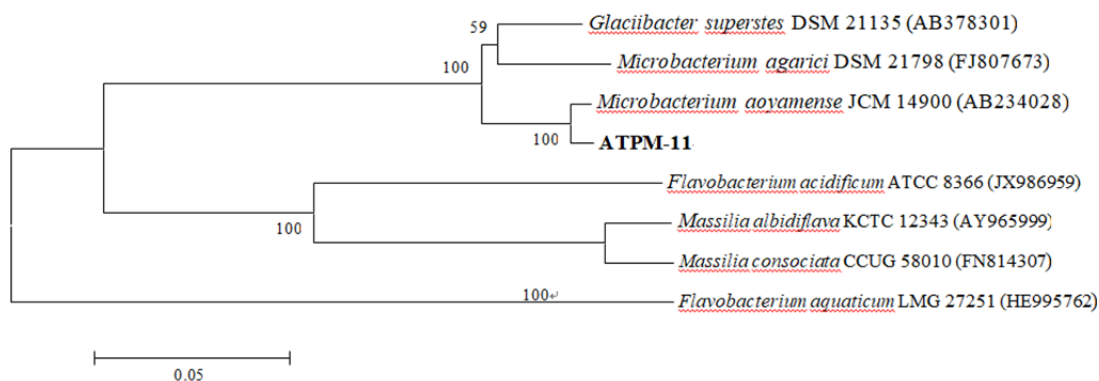 59
Glaciibacter superstes DSM 21135 (AB378301)
100
Microbacterium agarici DSM 21798 (FJ807673)
Microbacterium aoyamense JCM 14900 (AB234028)
100
ATPM-11
Flavobacterium acidificum ATCC 8366 (JX986959)
100
Massilia albidiflava KCTC 12343 (AY965999)
Massilia consociata CCUG 58010 (FN814307)
100↵
Flavobacterium aquaticum LMG 27251 (HE995762)
0.05